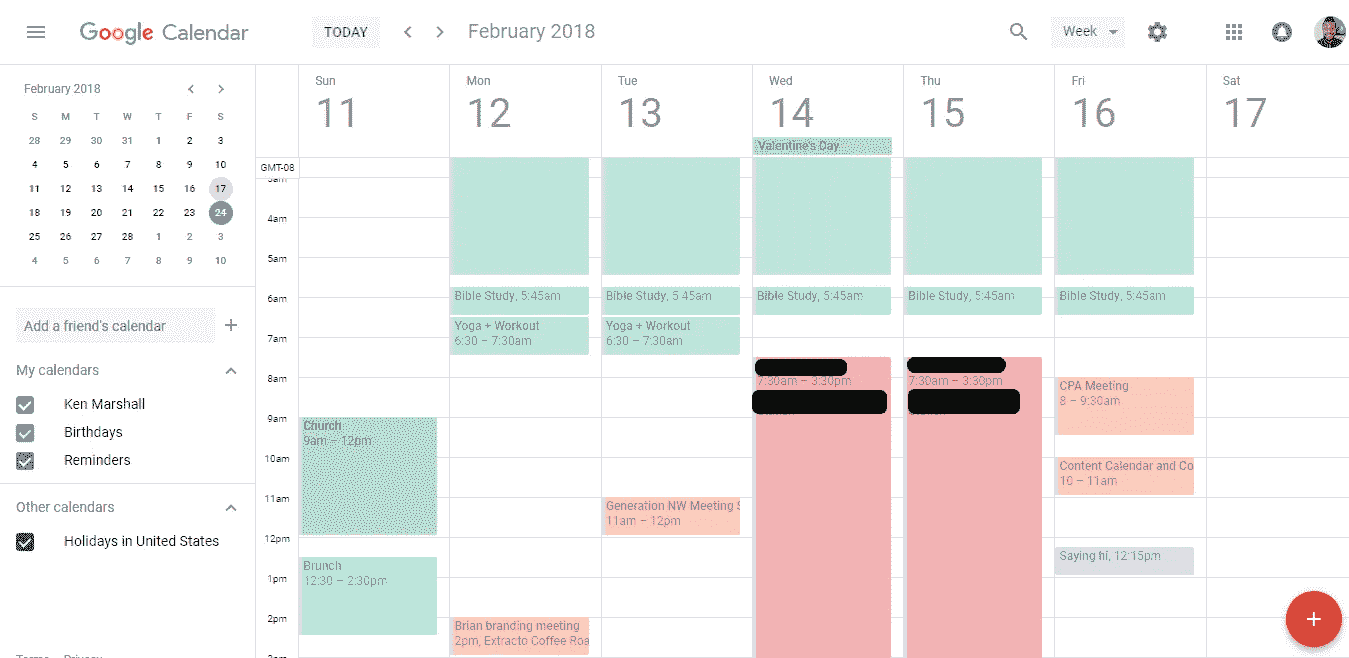 Google Calendar
TODAY
February 2018
Week
February 2018
S M T W T F S
28 29 30 31 1 2 3
4 5 6 7 8 9 10
11 12 13 14 15 16 17
18 19 20 21 22 23 24
25 26 27 28 1 2 3
4 5 6 7 8 9 10
Add a friend's calendar
My calendars
Ken Marshall
Birthdays
Reminders
Other calendars
Holidays in United States
Sun Mon Tue Wed Thu Fri Sat
11 12 13 14 15 16 17
Valentine's Day
GMT-08
4am
5am
6am
7am
8am
9am
10am
11am
12pm
1pm
2pm
Church
9am – 12pm
Brunch
12:30 – 2:30pm
Bible Study, 5:45am
Yoga + Workout
6:30 – 7:30am
Brian branding meeting
2pm, Extracto Coffee Roa
Bible Study, 5:45am
Yoga + Workout
6:30 – 7:30am
Generation NW Meeting S
11am – 12pm
Bible Study, 5:45am
7:30am – 3:30pm
Bible Study, 5:45am
7:30am – 3:30pm
Bible Study, 5:45am
CPA Meeting
8 – 9:30am
Content Calendar and Co
10 – 11am
Saying hi, 12:15pm